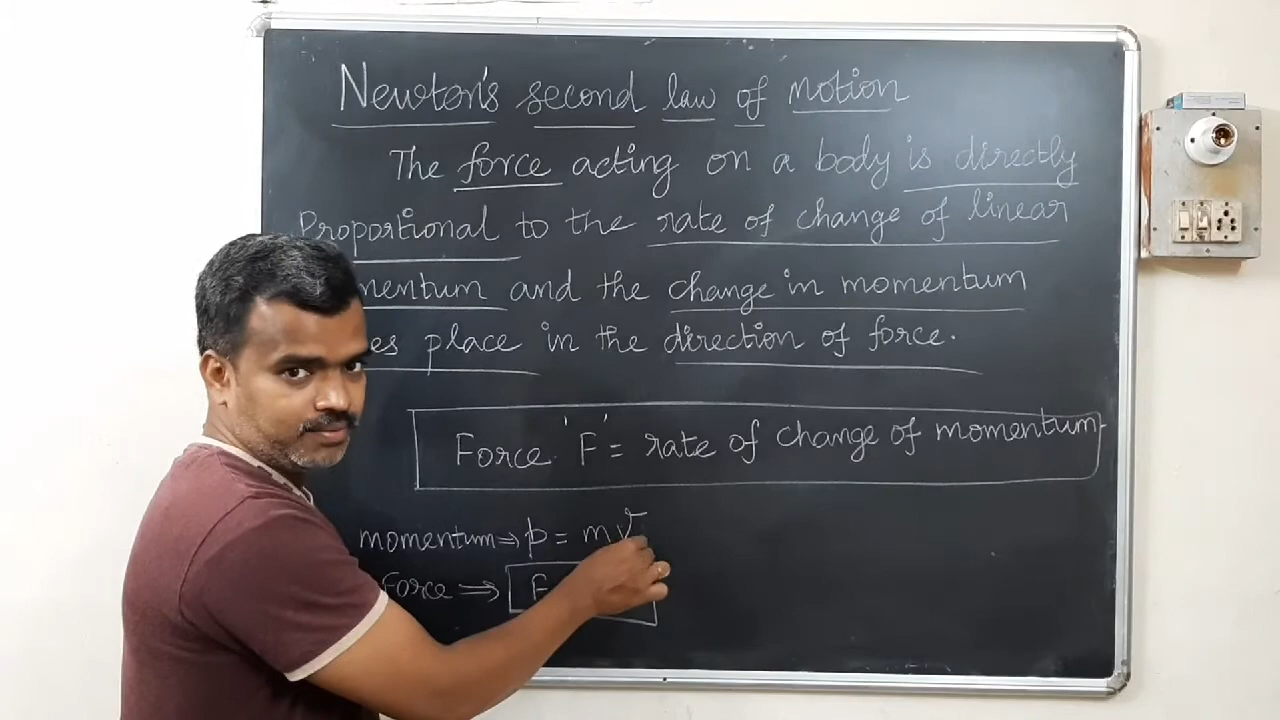 Newton's second law of motion
The force acting on a body is directly
Proportional to the rate of change of linear
mentum and the change in momentum
es place in the direction of force.
Force 'F' = rate of change of momentum
momentum ⇒ p = mv
Force ⇒ F